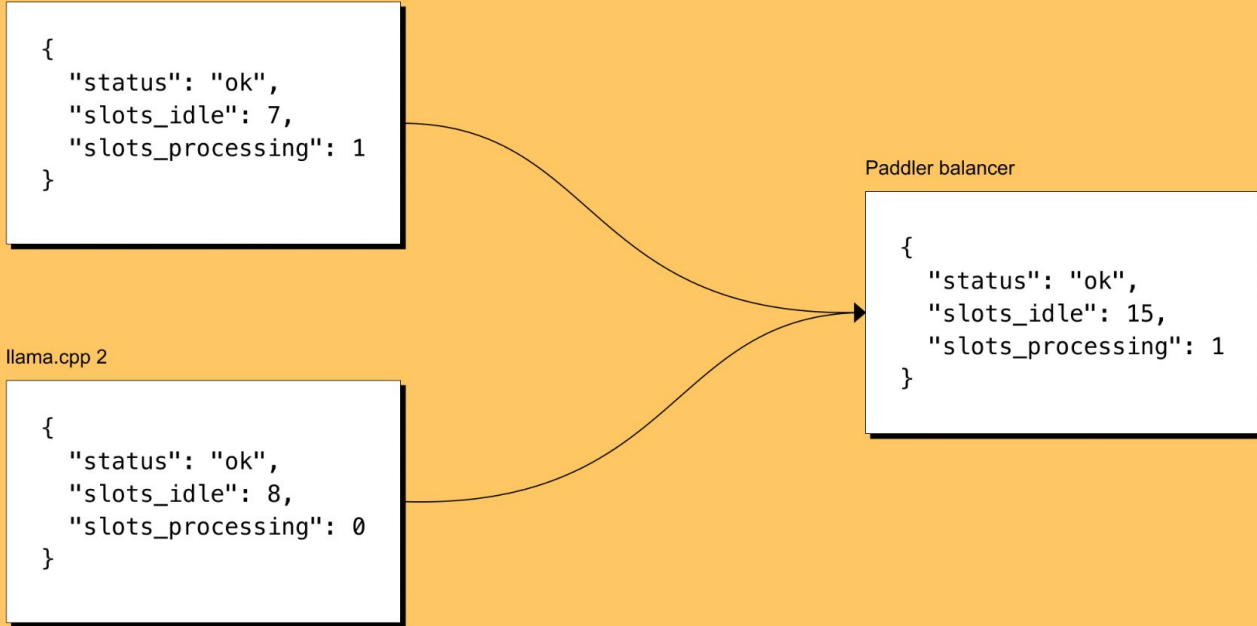 {
  "status": "ok",
  "slots_idle": 7,
  "slots_processing": 1
}
Paddler balancer
{
  "status": "ok",
  "slots_idle": 15,
  "slots_processing": 1
}
llama.cpp 2
{
  "status": "ok",
  "slots_idle": 8,
  "slots_processing": 0
}